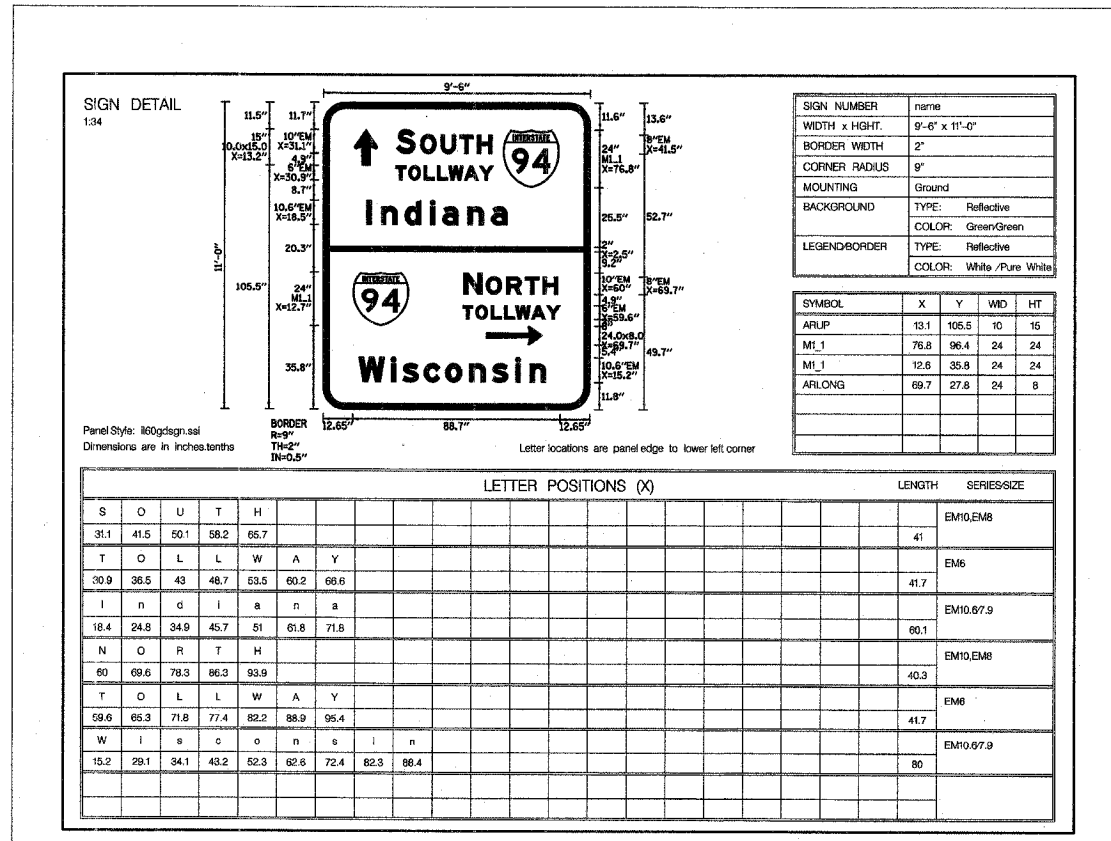 SIGN DETAIL
1:34
9'-6"
11.5"
15"
10.0x15.0
X=13.2"
105.5"
11'-0"
11.7"
10"EM
X=31.1"
4.9"
6"EM
X=30.9"
8.7"
10.6"EM
X=18.5"
20.3"
24"
M1_1
X=12.7"
35.8"
SOUTH
TOLLWAY
INTERSTATE
94
Indiana
INTERSTATE
94
NORTH
TOLLWAY
Wisconsin
11.6"
24"
M1_1
X=76.8"
25.5"
2"
X=2.5"
9.2"
10"EM
X=60"
4.9"
6"EM
X=59.6"
24.0x8.0
X=69.7"
5.4"
10.6"EM
X=15.2"
11.8"
13.6"
8"EM
X=41.5"
52.7"
8"EM
X=69.7"
49.7"
12.65" 88.7" 12.65"
BORDER
R=9"
TH=2"
IN=0.5"
Panel Style: il60gdsgn.ssi
Dimensions are in inches.tenths
Letter locations are panel edge to lower left corner
SIGN NUMBER name
WIDTH x HGHT. 9'-6" x 11'-0"
BORDER WIDTH 2"
CORNER RADIUS 9"
MOUNTING Ground
BACKGROUND TYPE: Reflective
COLOR: Green/Green
LEGEND/BORDER TYPE: Reflective
COLOR: White /Pure White
SYMBOL X Y WID HT
ARUP 13.1 105.5 10 15
M1_1 76.8 96.4 24 24
M1_1 12.6 35.8 24 24
ARLONG 69.7 27.8 24 8
LETTER POSITIONS (X) LENGTH SERIES/SIZE
S O U T H EM10,EM8
31.1 41.5 50.1 58.2 65.7 41
T O L L W A Y EM6
30.9 36.5 43 48.7 53.5 60.2 66.6 41.7
I n d i a n a EM10.6/7.9
18.4 24.8 34.9 45.7 51 61.8 71.8 60.1
N O R T H EM10,EM8
60 69.6 78.3 86.3 93.9 40.3
T O L L W A Y EM6
59.6 65.3 71.8 77.4 82.2 88.9 95.4 41.7
W i s c o n s i n EM10.6/7.9
15.2 29.1 34.1 43.2 52.3 62.6 72.4 82.3 88.4 80